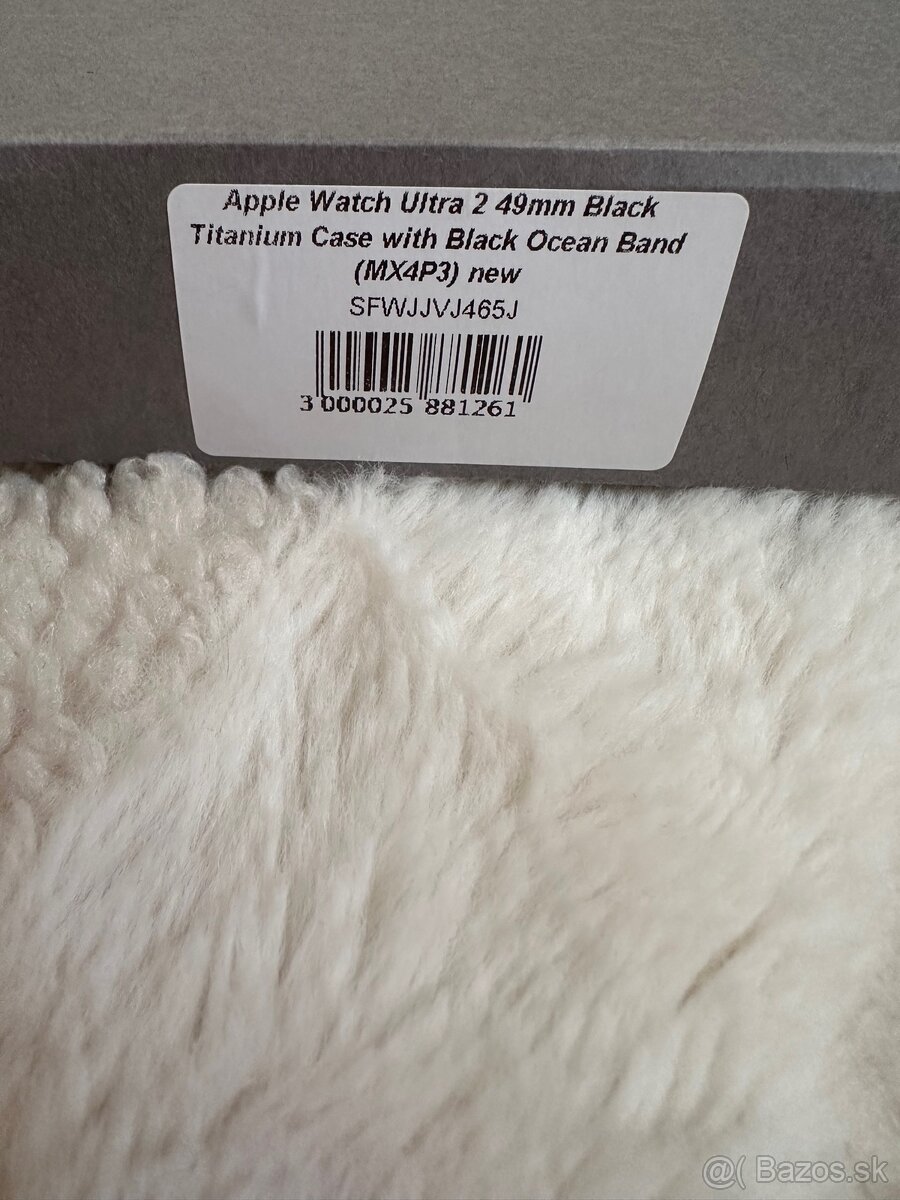 Apple Watch Ultra 2 49mm Black
Titanium Case with Black Ocean Band
(MX4P3) new
SFWJJVJ465J
3 000025 881261
@( Bazos.sk